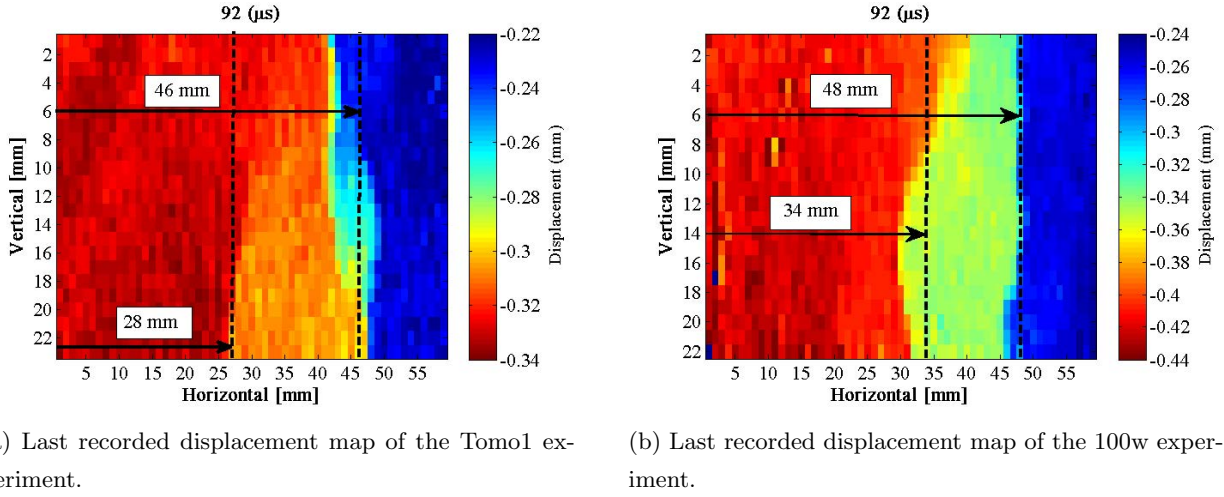 92 (µs)
2
4
6
8
10
12
14
16
18
20
22
Vertical [mm]
46 mm
28 mm
5 10 15 20 25 30 35 40 45 50 55
Horizontal [mm]
-0.22
-0.24
-0.26
-0.28
-0.3
-0.32
-0.34
Displacement (mm)
) Last recorded displacement map of the Tomo1 ex-
eriment.
92 (µs)
2
4
6
8
10
12
14
16
18
20
22
Vertical [mm]
48 mm
34 mm
5 10 15 20 25 30 35 40 45 50 55
Horizontal [mm]
-0.24
-0.26
-0.28
-0.3
-0.32
-0.34
-0.36
-0.38
-0.4
-0.42
-0.44
Displacement (mm)
(b) Last recorded displacement map of the 100w exper-
iment.